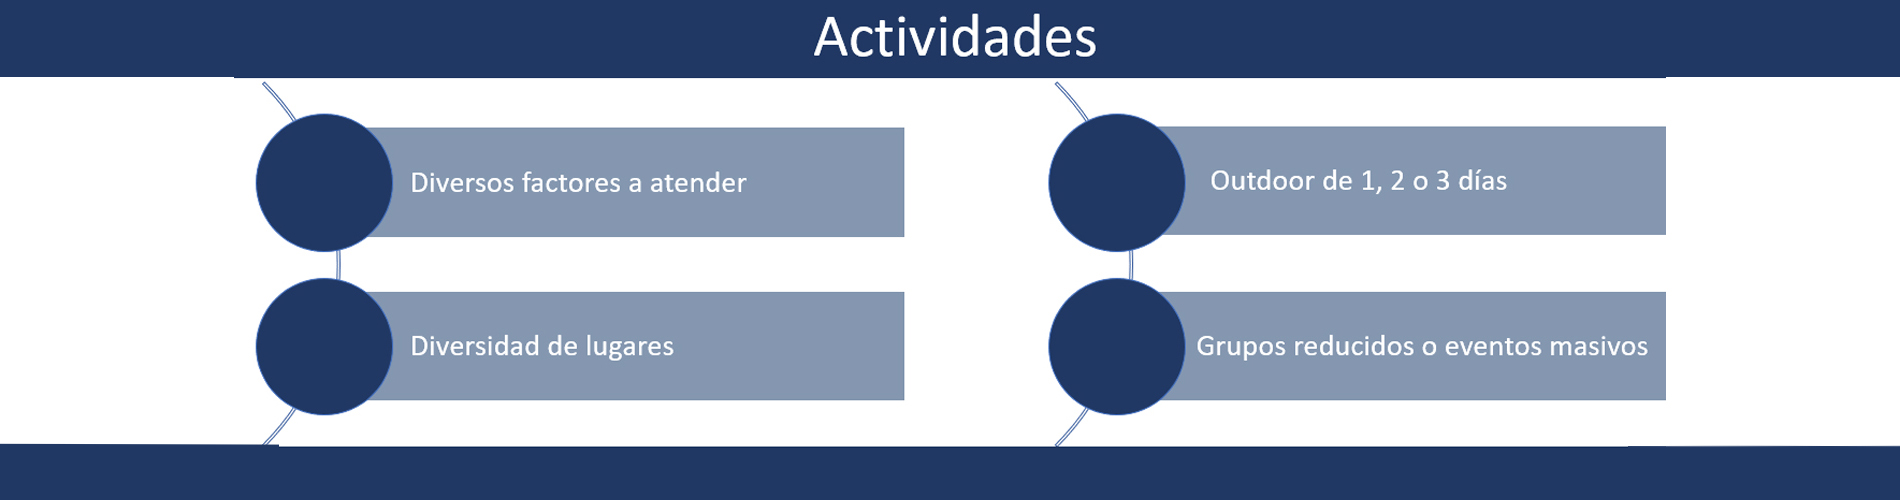 Actividades
Diversos factores a atender
Diversidad de lugares
Outdoor de 1, 2 o 3 días
Grupos reducidos o eventos masivos